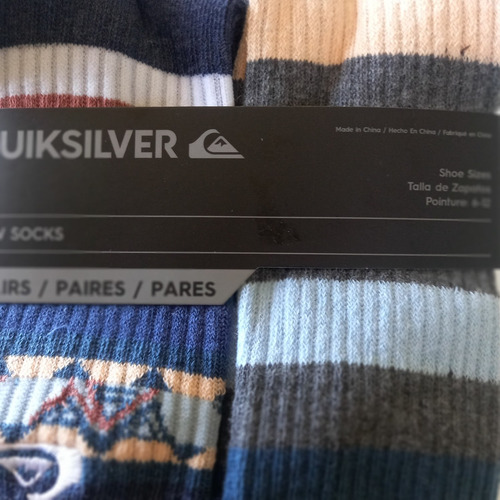 UIKSILVER
Made in China / Hecho En China / Fabriqué en Chine
Shoe Sizes
Talla de Zapatos
Pointure: 6-12
SOCKS
IRS / PAIRES / PARES